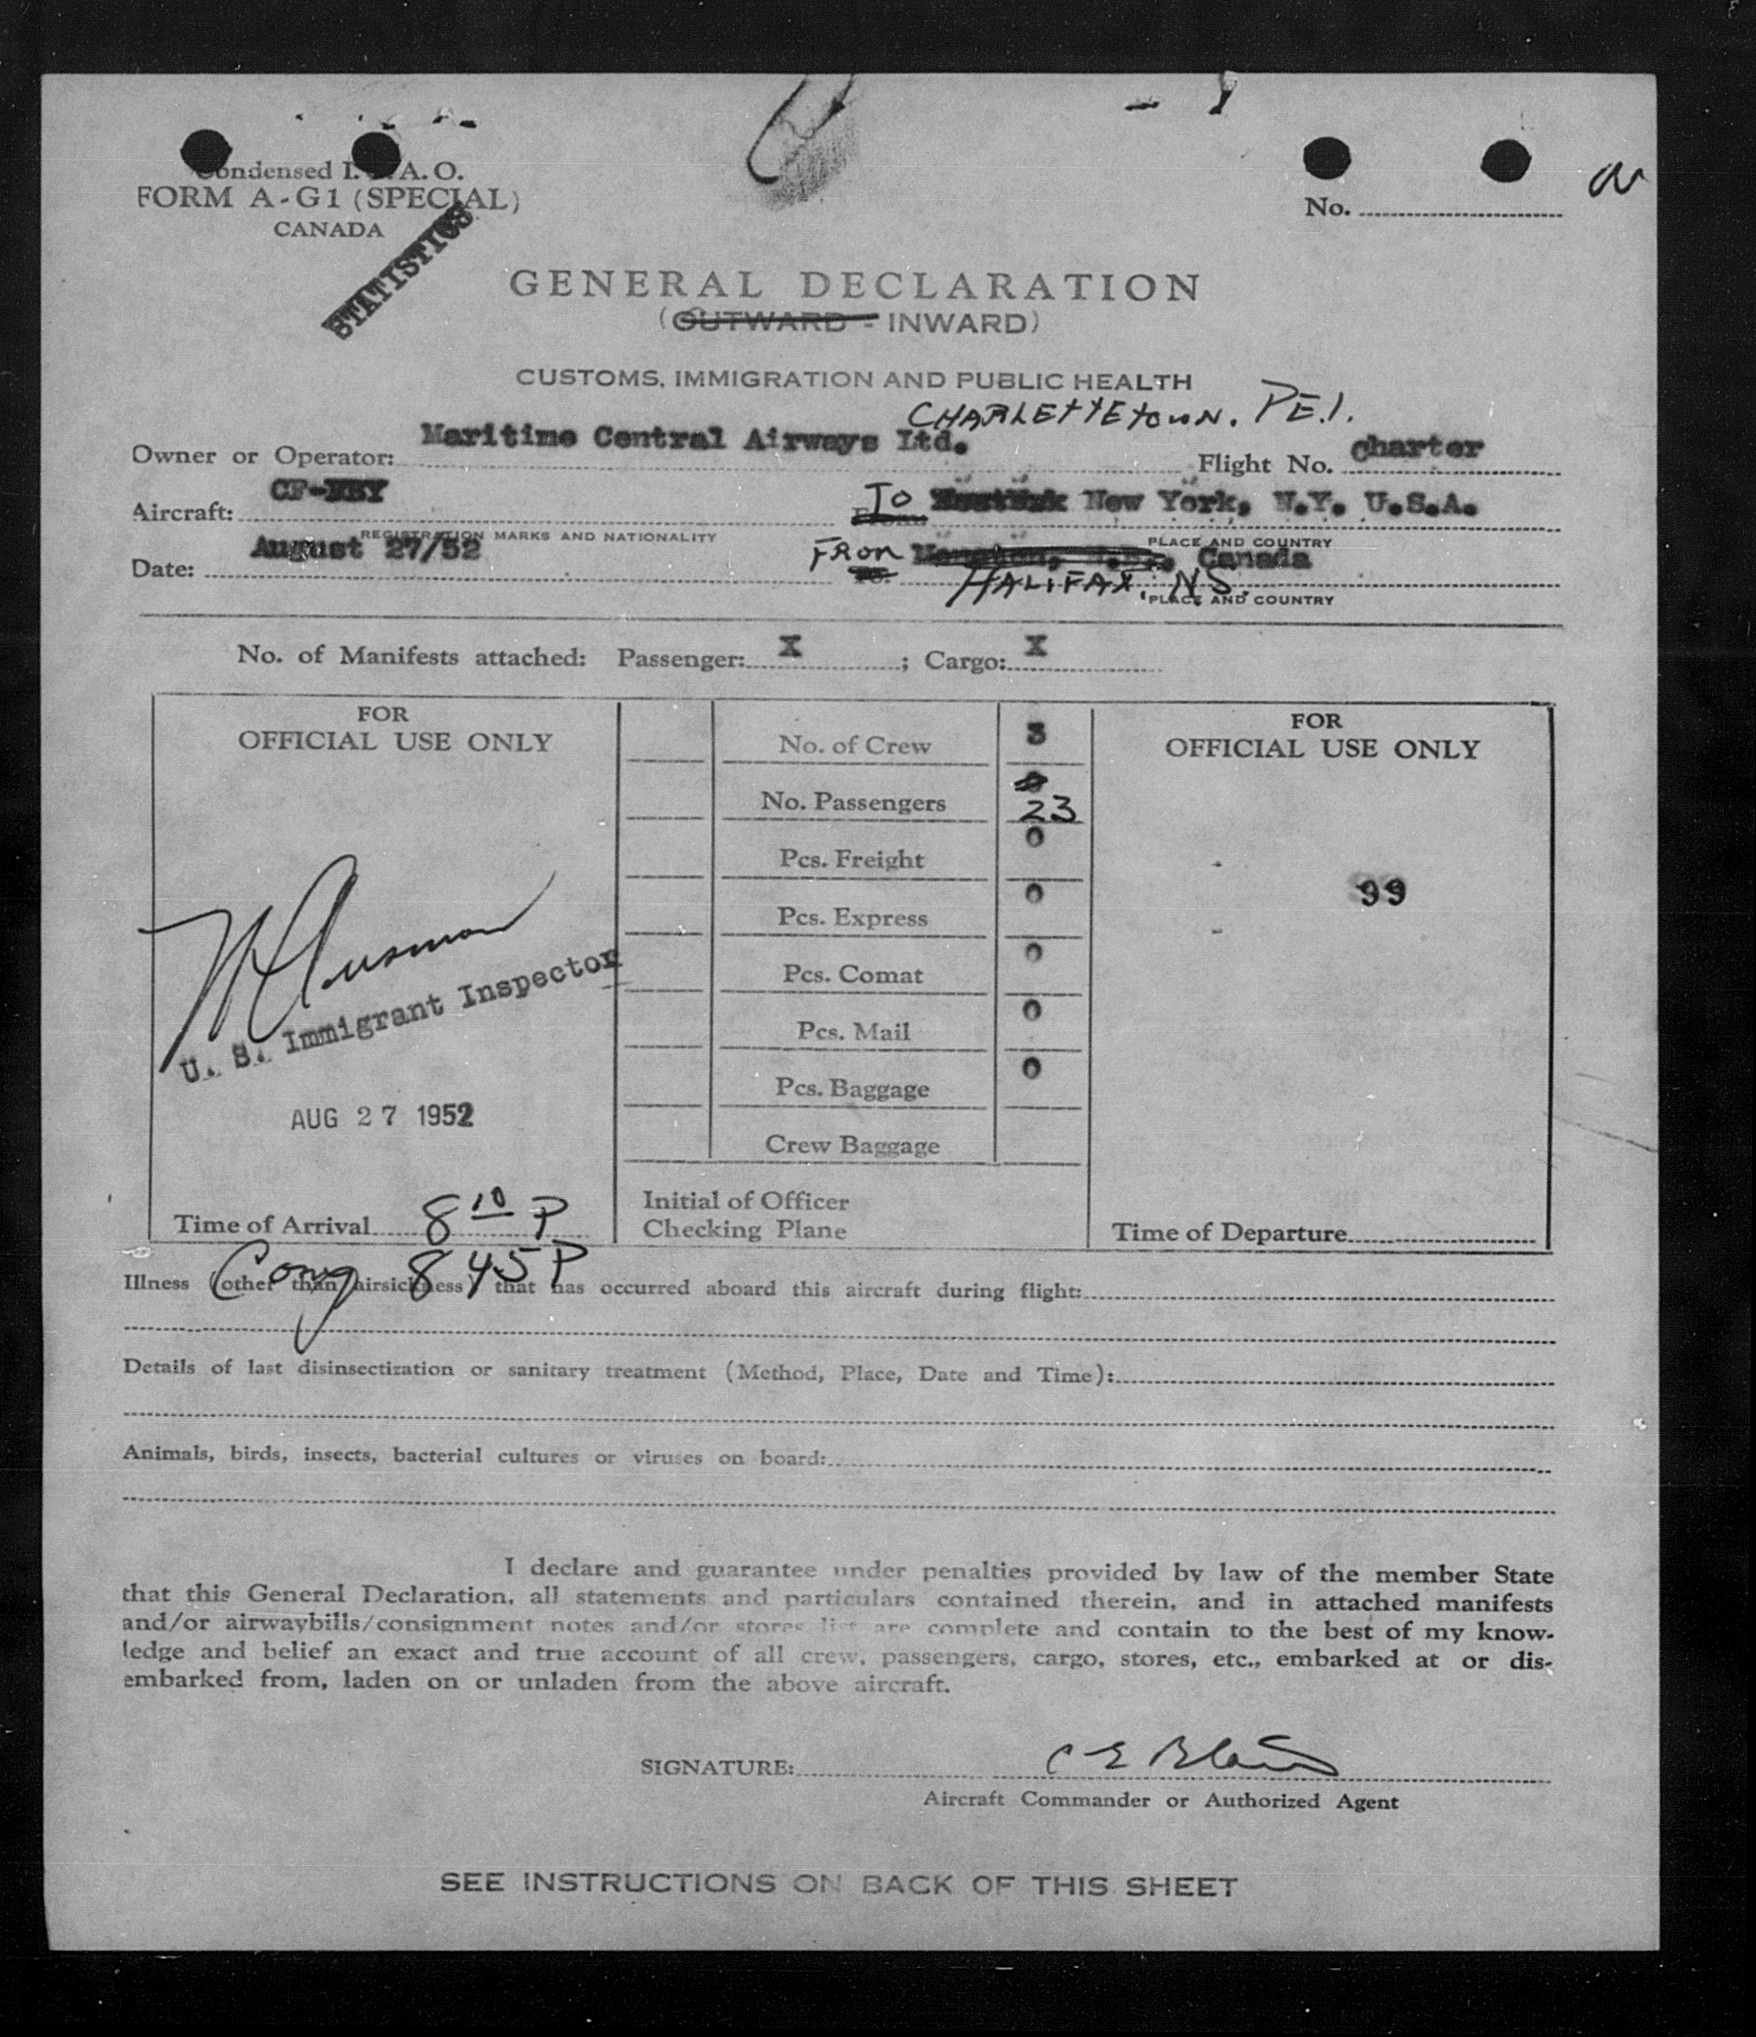 Condensed I. A. O.
FORM A-G1 (SPECIAL)
CANADA
No.
STATISTICS
GENERAL DECLARATION
(OUTWARD - INWARD)
CUSTOMS, IMMIGRATION AND PUBLIC HEALTH
CHARLETTETOWN. P.E.I.
Owner or Operator: Maritime Central Airways Ltd. Flight No. Charter
Aircraft: CF- To New York, N.Y. U.S.A.
REGISTRATION MARKS AND NATIONALITY PLACE AND COUNTRY
Date: August 27/52 FROM Canada
HALIFAX, N.S.
PLACE AND COUNTRY
No. of Manifests attached: Passenger: X ; Cargo: X
FOR
OFFICIAL USE ONLY
No. of Crew 3
No. Passengers 23
Pcs. Freight 0
Pcs. Express 0
Pcs. Comat 0
Pcs. Mail 0
Pcs. Baggage 0
Crew Baggage
Initial of Officer
Checking Plane
FOR
OFFICIAL USE ONLY
99
U. S. Immigrant Inspector
AUG 27 1952
Time of Arrival 8 10 P
Time of Departure
8 45 P
Illness (other than airsickness) that has occurred aboard this aircraft during flight:
Details of last disinsectization or sanitary treatment (Method, Place, Date and Time):
Animals, birds, insects, bacterial cultures or viruses on board:
I declare and guarantee under penalties provided by law of the member State
that this General Declaration, all statements and particulars contained therein, and in attached manifests
and/or airwaybills/consignment notes and/or stores list are complete and contain to the best of my know-
ledge and belief an exact and true account of all crew, passengers, cargo, stores, etc., embarked at or dis-
embarked from, laden on or unladen from the above aircraft.
SIGNATURE: C E Blair
Aircraft Commander or Authorized Agent
SEE INSTRUCTIONS ON BACK OF THIS SHEET